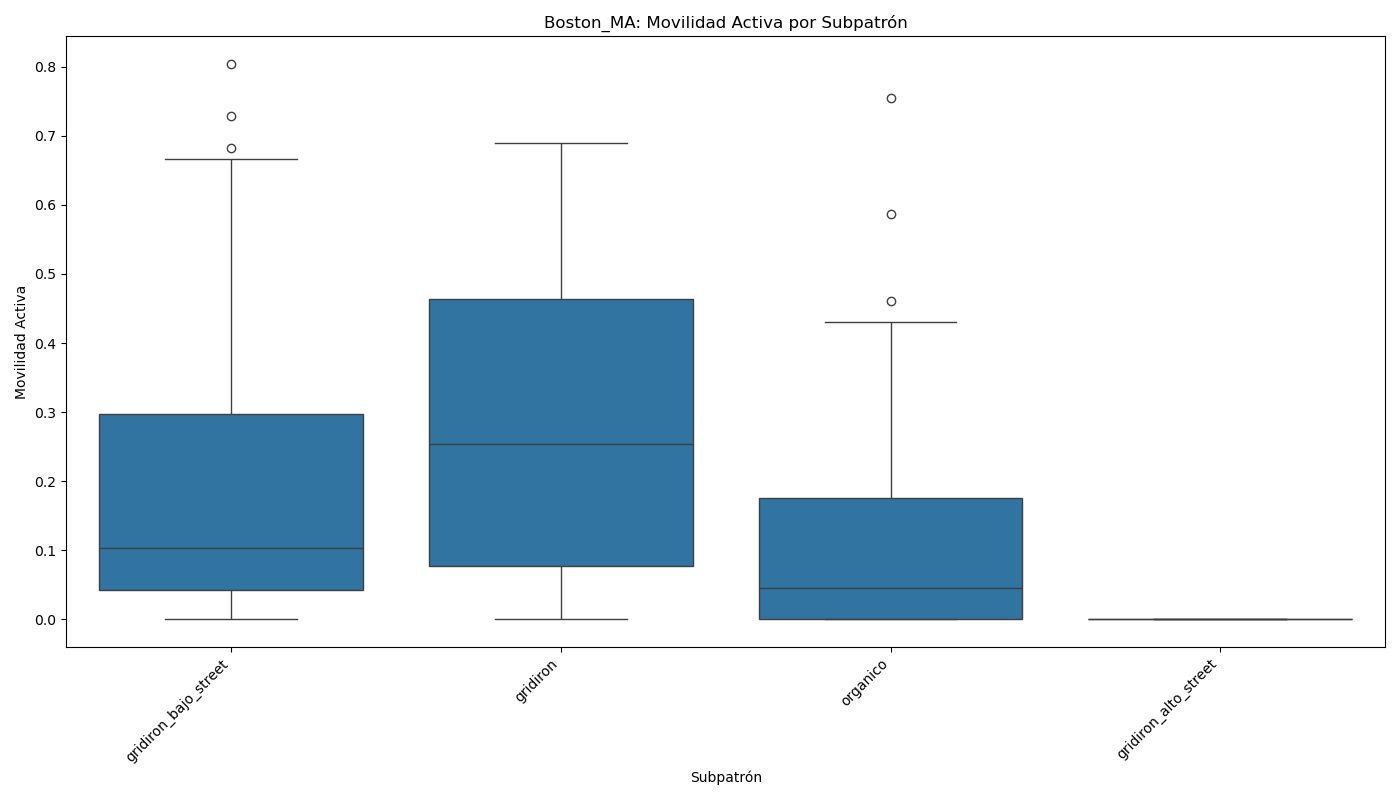 Boston_MA: Movilidad Activa por Subpatrón
Movilidad Activa
0.8
0.7
0.6
0.5
0.4
0.3
0.2
0.1
0.0
gridiron_bajo_street
gridiron
organico
gridiron_alto_street
Subpatrón